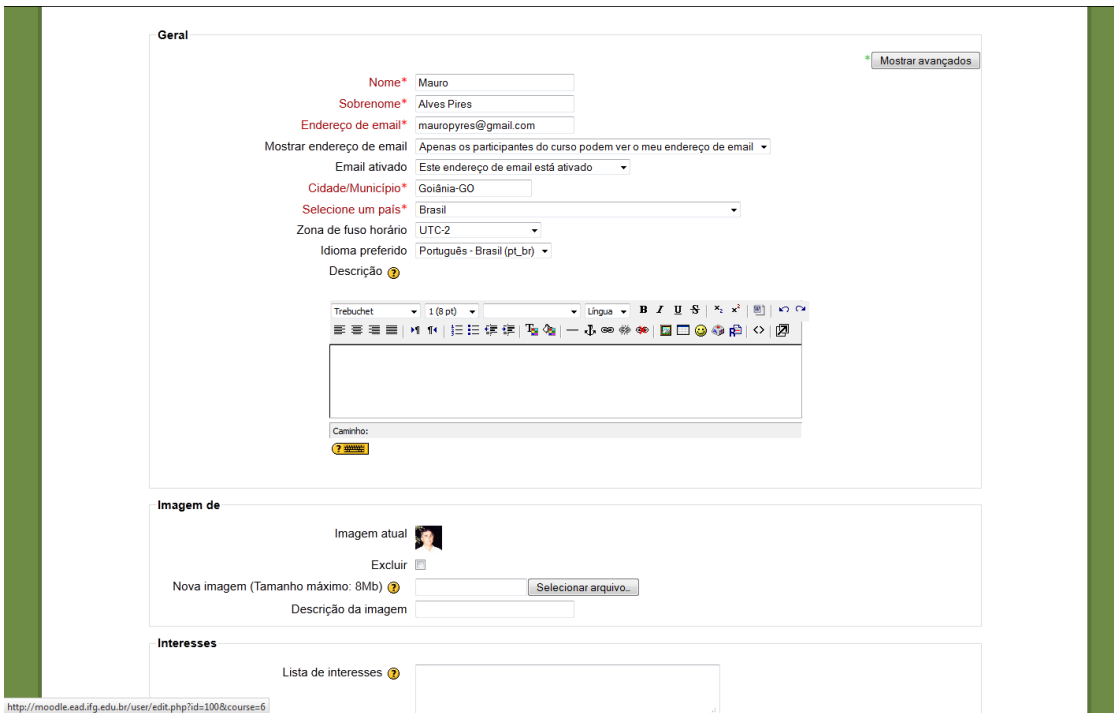 Geral
* Mostrar avançados
Nome* Mauro
Sobrenome* Alves Pires
Endereço de email* mauropyres@gmail.com
Mostrar endereço de email Apenas os participantes do curso podem ver o meu endereço de email
Email ativado Este endereço de email está ativado
Cidade/Município* Goiânia-GO
Selecione um país* Brasil
Zona de fuso horário UTC-2
Idioma preferido Português - Brasil (pt_br)
Descrição ?
Trebuchet 1 (8 pt) Língua B I U S x₂ x²
Caminho:
?
Imagem de
Imagem atual
Excluir
Nova imagem (Tamanho máximo: 8Mb) ? Selecionar arquivo..
Descrição da imagem
Interesses
Lista de interesses ?
http://moodle.ead.ifg.edu.br/user/edit.php?id=100&course=6